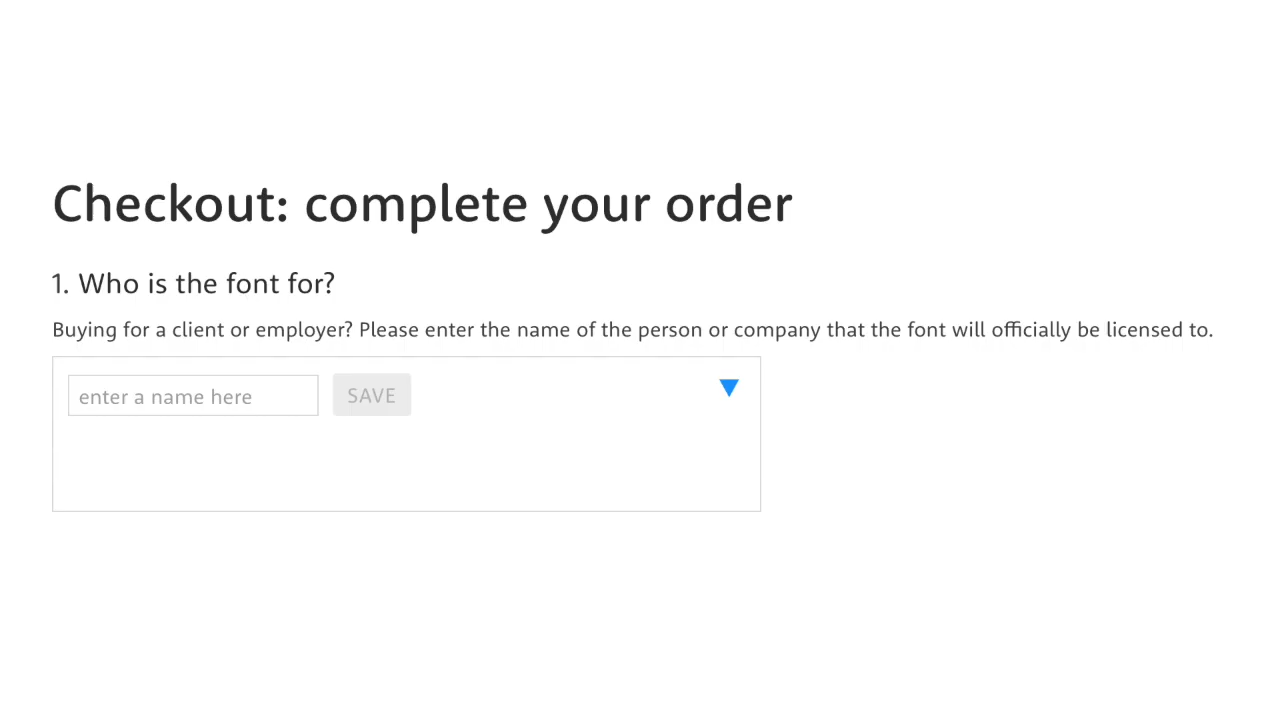 Checkout: complete your order
1. Who is the font for?
Buying for a client or employer? Please enter the name of the person or company that the font will officially be licensed to.
enter a name here
SAVE